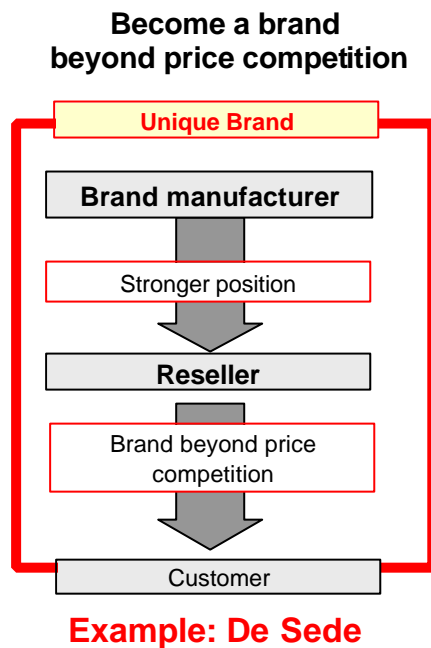 Become a brand
beyond price competition
Unique Brand
Brand manufacturer
Stronger position
Reseller
Brand beyond price
competition
Customer
Example: De Sede